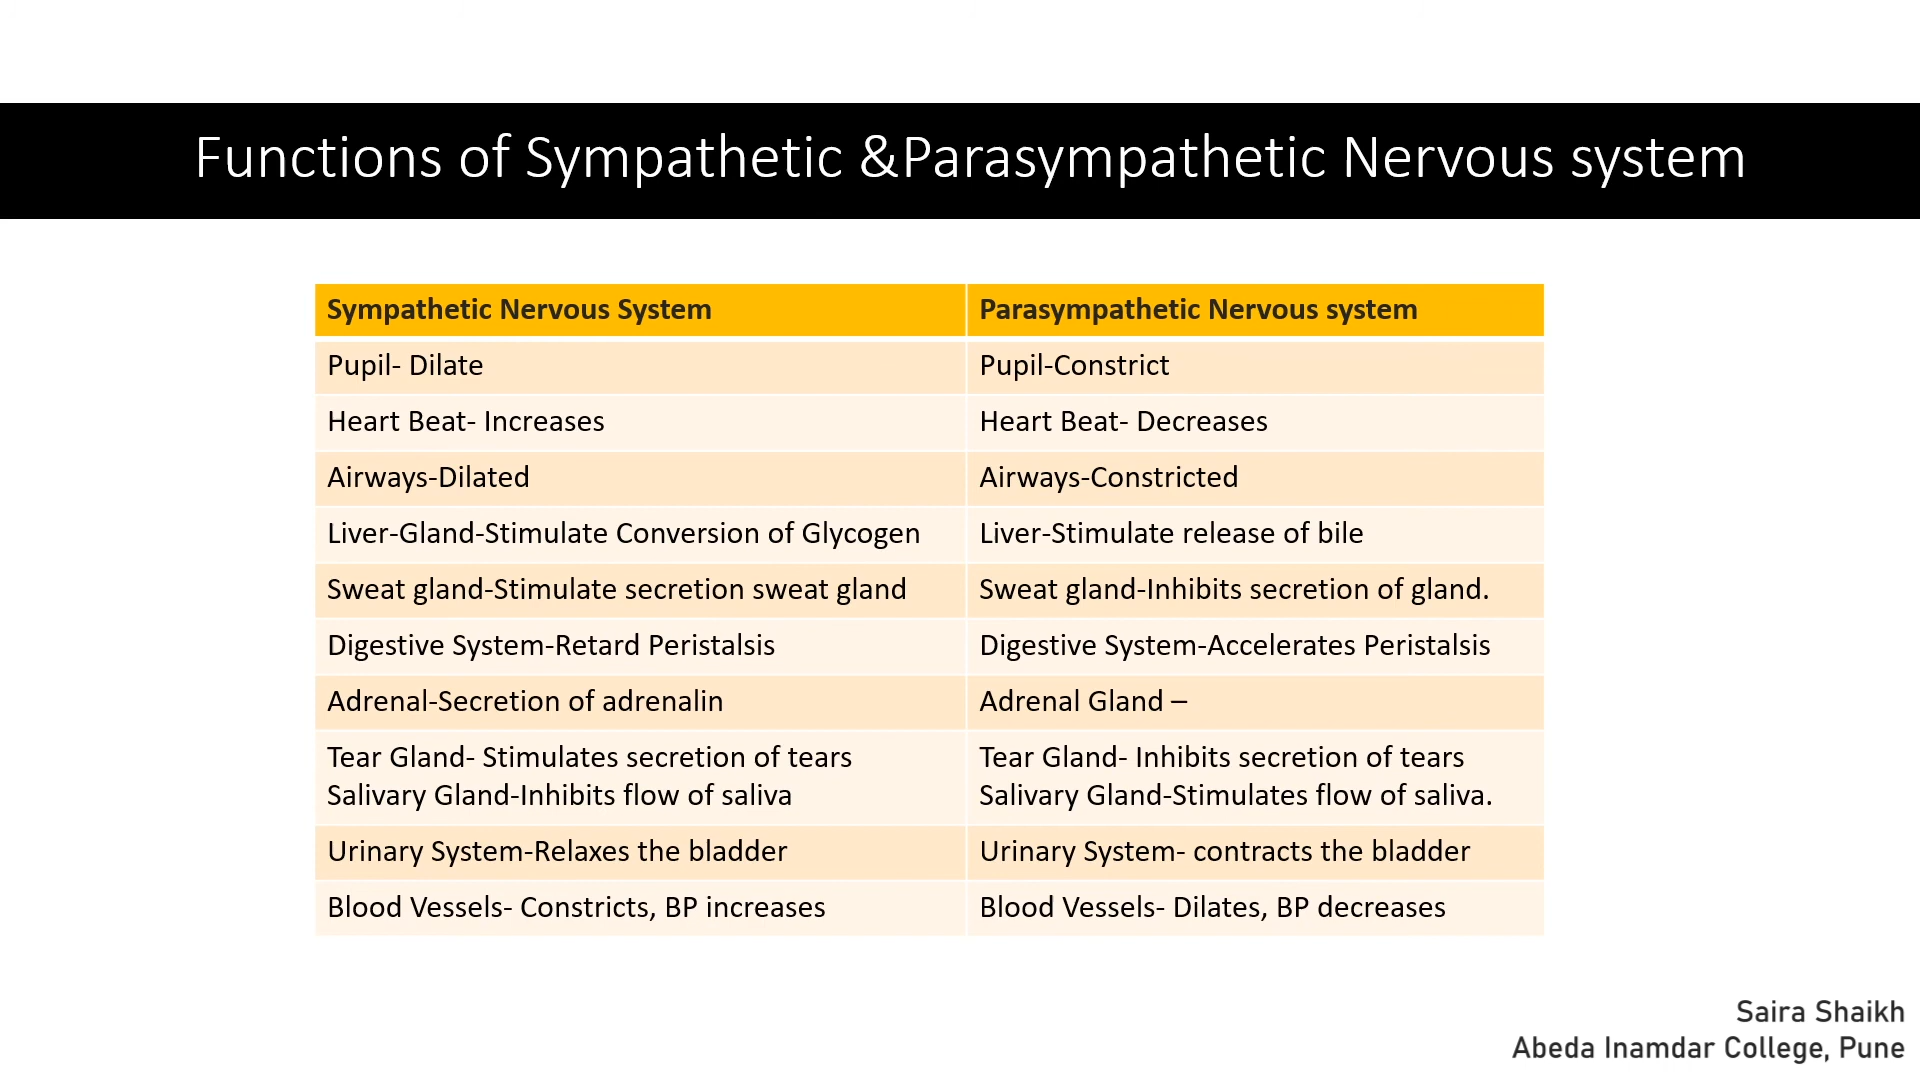 Functions of Sympathetic &Parasympathetic Nervous system
Sympathetic Nervous System
Parasympathetic Nervous system
Pupil- Dilate
Pupil-Constrict
Heart Beat- Increases
Heart Beat- Decreases
Airways-Dilated
Airways-Constricted
Liver-Gland-Stimulate Conversion of Glycogen
Liver-Stimulate release of bile
Sweat gland-Stimulate secretion sweat gland
Sweat gland-Inhibits secretion of gland.
Digestive System-Retard Peristalsis
Digestive System-Accelerates Peristalsis
Adrenal-Secretion of adrenalin
Adrenal Gland –
Tear Gland- Stimulates secretion of tears
Salivary Gland-Inhibits flow of saliva
Tear Gland- Inhibits secretion of tears
Salivary Gland-Stimulates flow of saliva.
Urinary System-Relaxes the bladder
Urinary System- contracts the bladder
Blood Vessels- Constricts, BP increases
Blood Vessels- Dilates, BP decreases
Saira Shaikh
Abeda Inamdar College, Pune